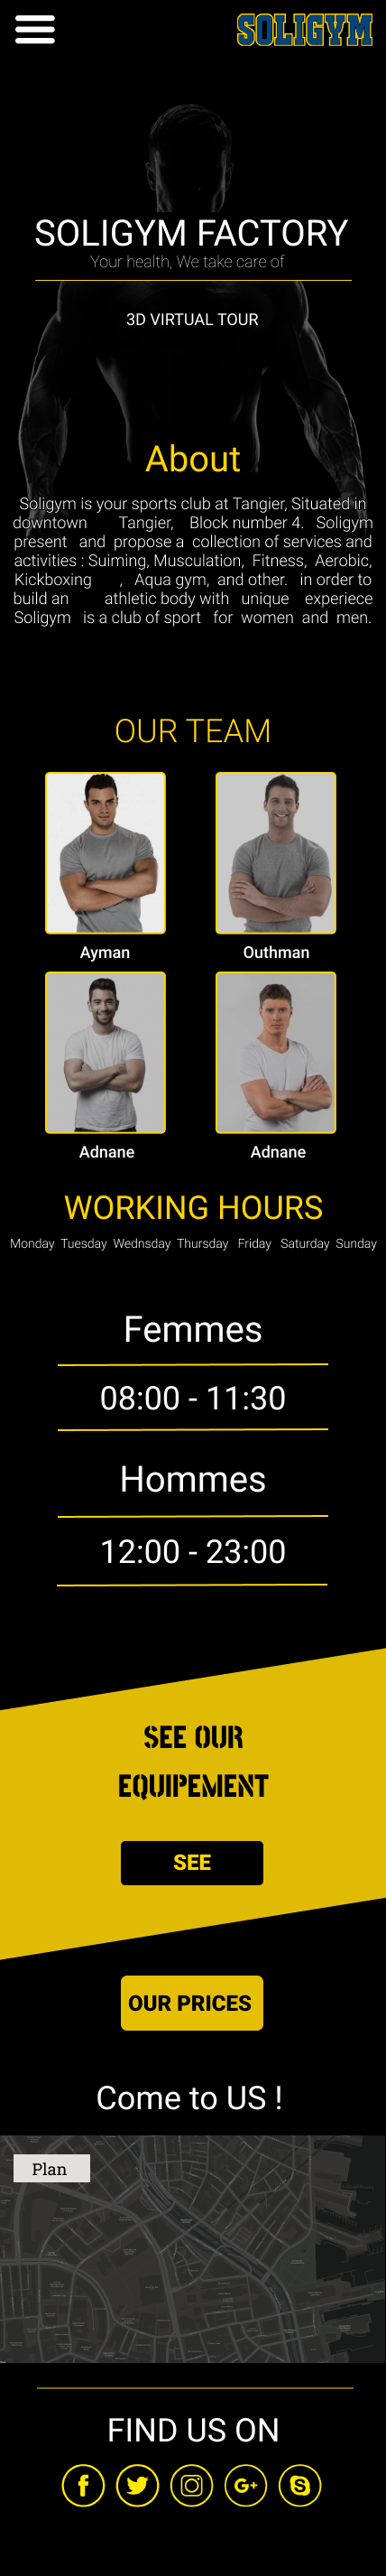 SOLIGYM
SOLIGYM FACTORY
Your health, We take care of
3D VIRTUAL TOUR
About
Soligym is your sports club at Tangier, Situated in
downtown Tangier, Block number 4. Soligym
present and propose a collection of services and
activities : Suiming, Musculation, Fitness, Aerobic,
Kickboxing , Aqua gym, and other. in order to
build an athletic body with unique experiece
Soligym is a club of sport for women and men.
OUR TEAM
Ayman Outhman
Adnane Adnane
WORKING HOURS
Monday Tuesday Wednsday Thursday Friday Saturday Sunday
Femmes
08:00 - 11:30
Hommes
12:00 - 23:00
SEE OUR
EQUIPEMENT
SEE
OUR PRICES
Come to US !
Plan
FIND US ON